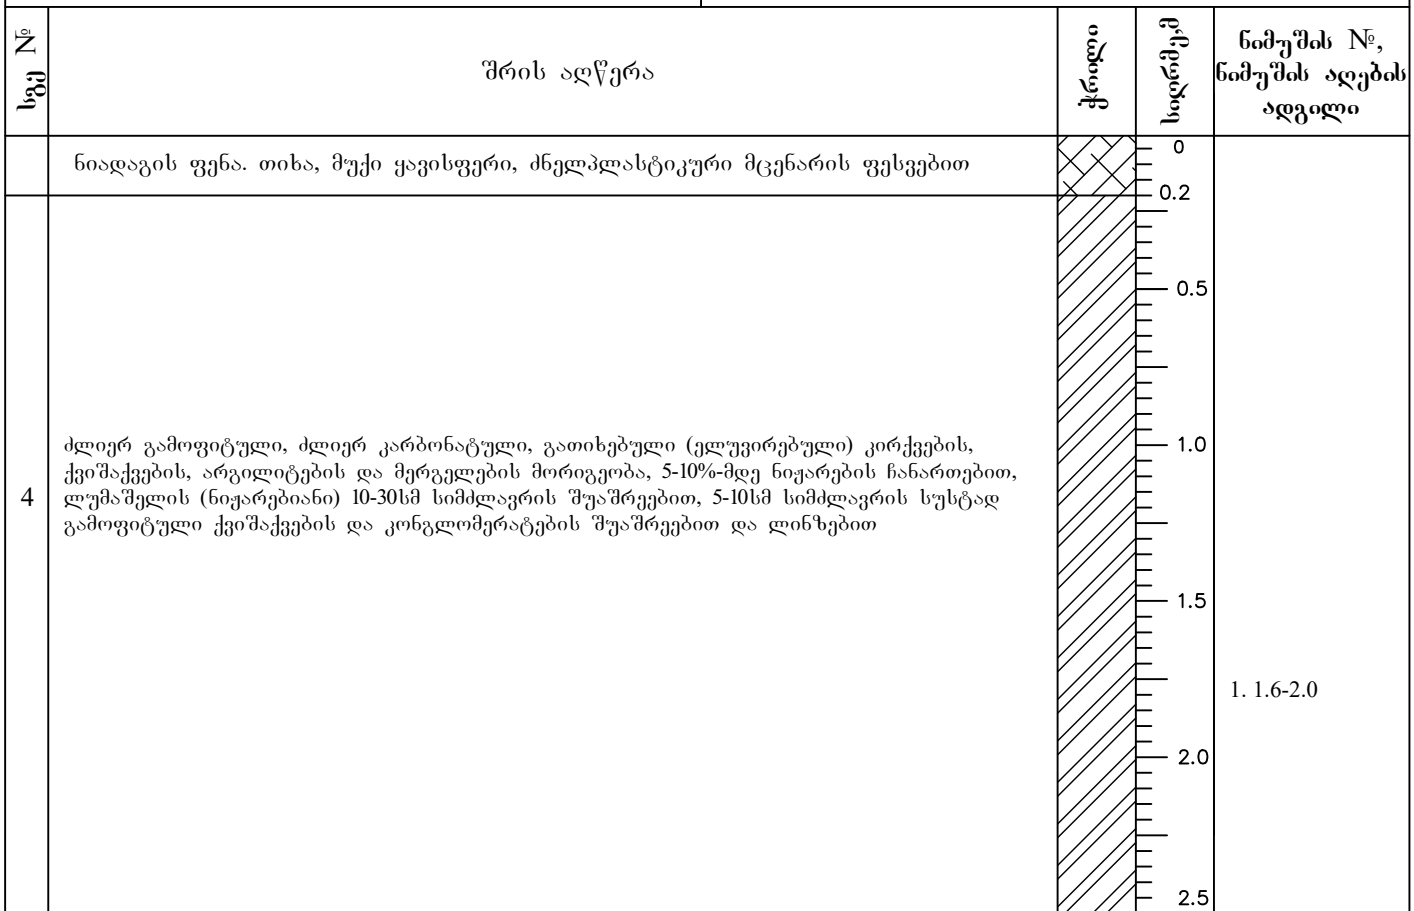 სგე №
შრის აღწერა
ჭრილი
სიღრმე,მ
ნიმუშის №,
ნიმუშის აღების
ადგილი
ნიადაგის ფენა. თიხა, მუქი ყავისფერი, ძნელპლასტიკური მცენარის ფესვებით
0
0.2
0.5
4
ძლიერ გამოფიტული, ძლიერ კარბონატული, გათიხებული (ელუვირებული) კირქვების,
ქვიშაქვების, არგილიტების და მერგელების მორიგეობა, 5-10%-მდე ნიჟარების ჩანართებით,
ლუმაშელის (ნიჟარებიანი) 10-30სმ სიმძლავრის შუაშრეებით, 5-10სმ სიმძლავრის სუსტად
გამოფიტული ქვიშაქვების და კონგლომერატების შუაშრეებით და ლინზებით
1.0
1.5
1. 1.6-2.0
2.0
2.5